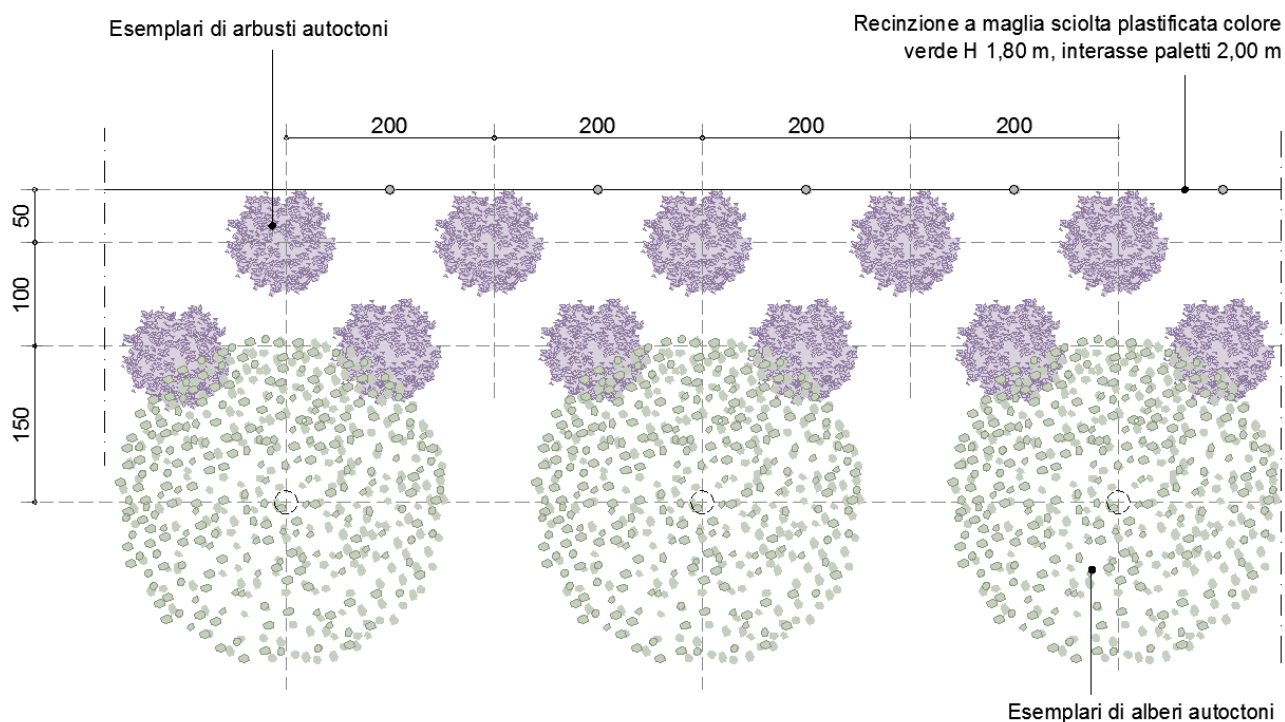 Esemplari di arbusti autoctoni
Recinzione a maglia sciolta plastificata colore
verde H 1,80 m, interasse paletti 2,00 m
200
200
200
200
50
100
150
Esemplari di alberi autoctoni